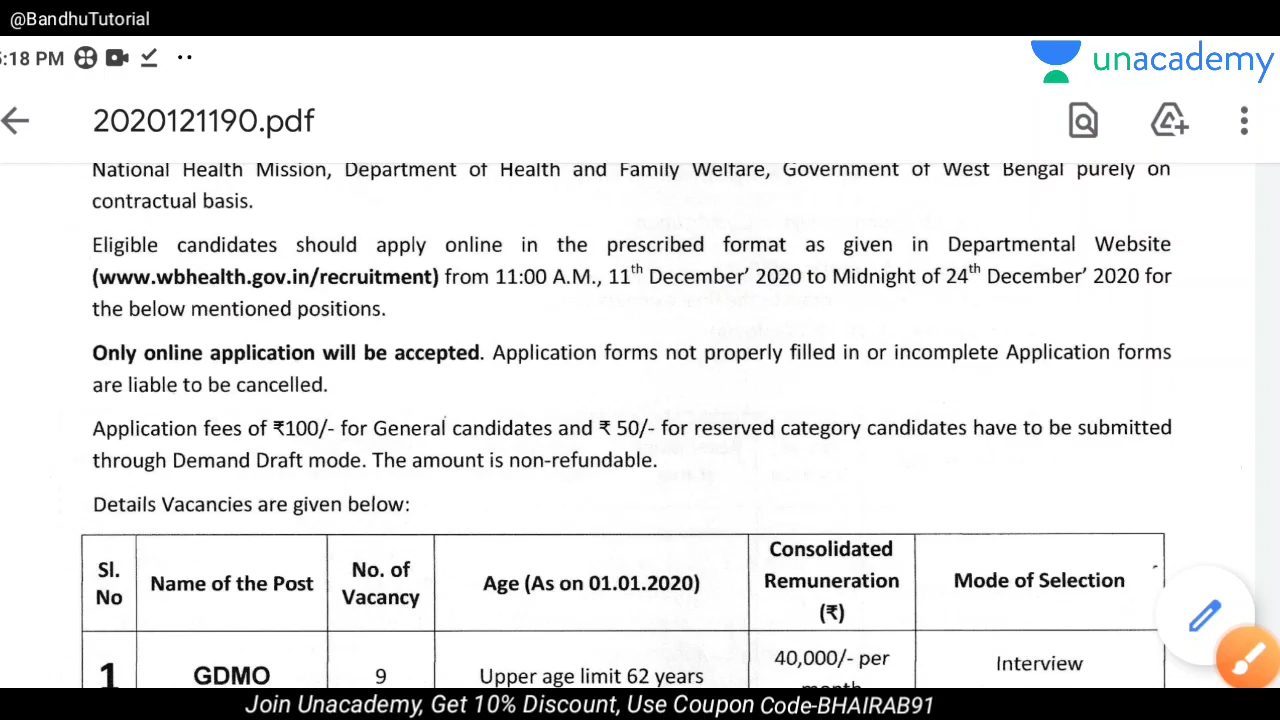 @BandhuTutorial
5:18 PM
unacademy
2020121190.pdf
National Health Mission, Department of Health and Family Welfare, Government of West Bengal purely on
contractual basis.
Eligible candidates should apply online in the prescribed format as given in Departmental Website
(www.wbhealth.gov.in/recruitment) from 11:00 A.M., 11th December' 2020 to Midnight of 24th December' 2020 for
the below mentioned positions.
Only online application will be accepted. Application forms not properly filled in or incomplete Application forms
are liable to be cancelled.
Application fees of ₹100/- for General candidates and ₹ 50/- for reserved category candidates have to be submitted
through Demand Draft mode. The amount is non-refundable.
Details Vacancies are given below:
Sl. No
Name of the Post
No. of Vacancy
Age (As on 01.01.2020)
Consolidated Remuneration (₹)
Mode of Selection
1
GDMO
9
Upper age limit 62 years
40,000/- per month
Interview
Join Unacademy, Get 10% Discount, Use Coupon Code-BHAIRAB91